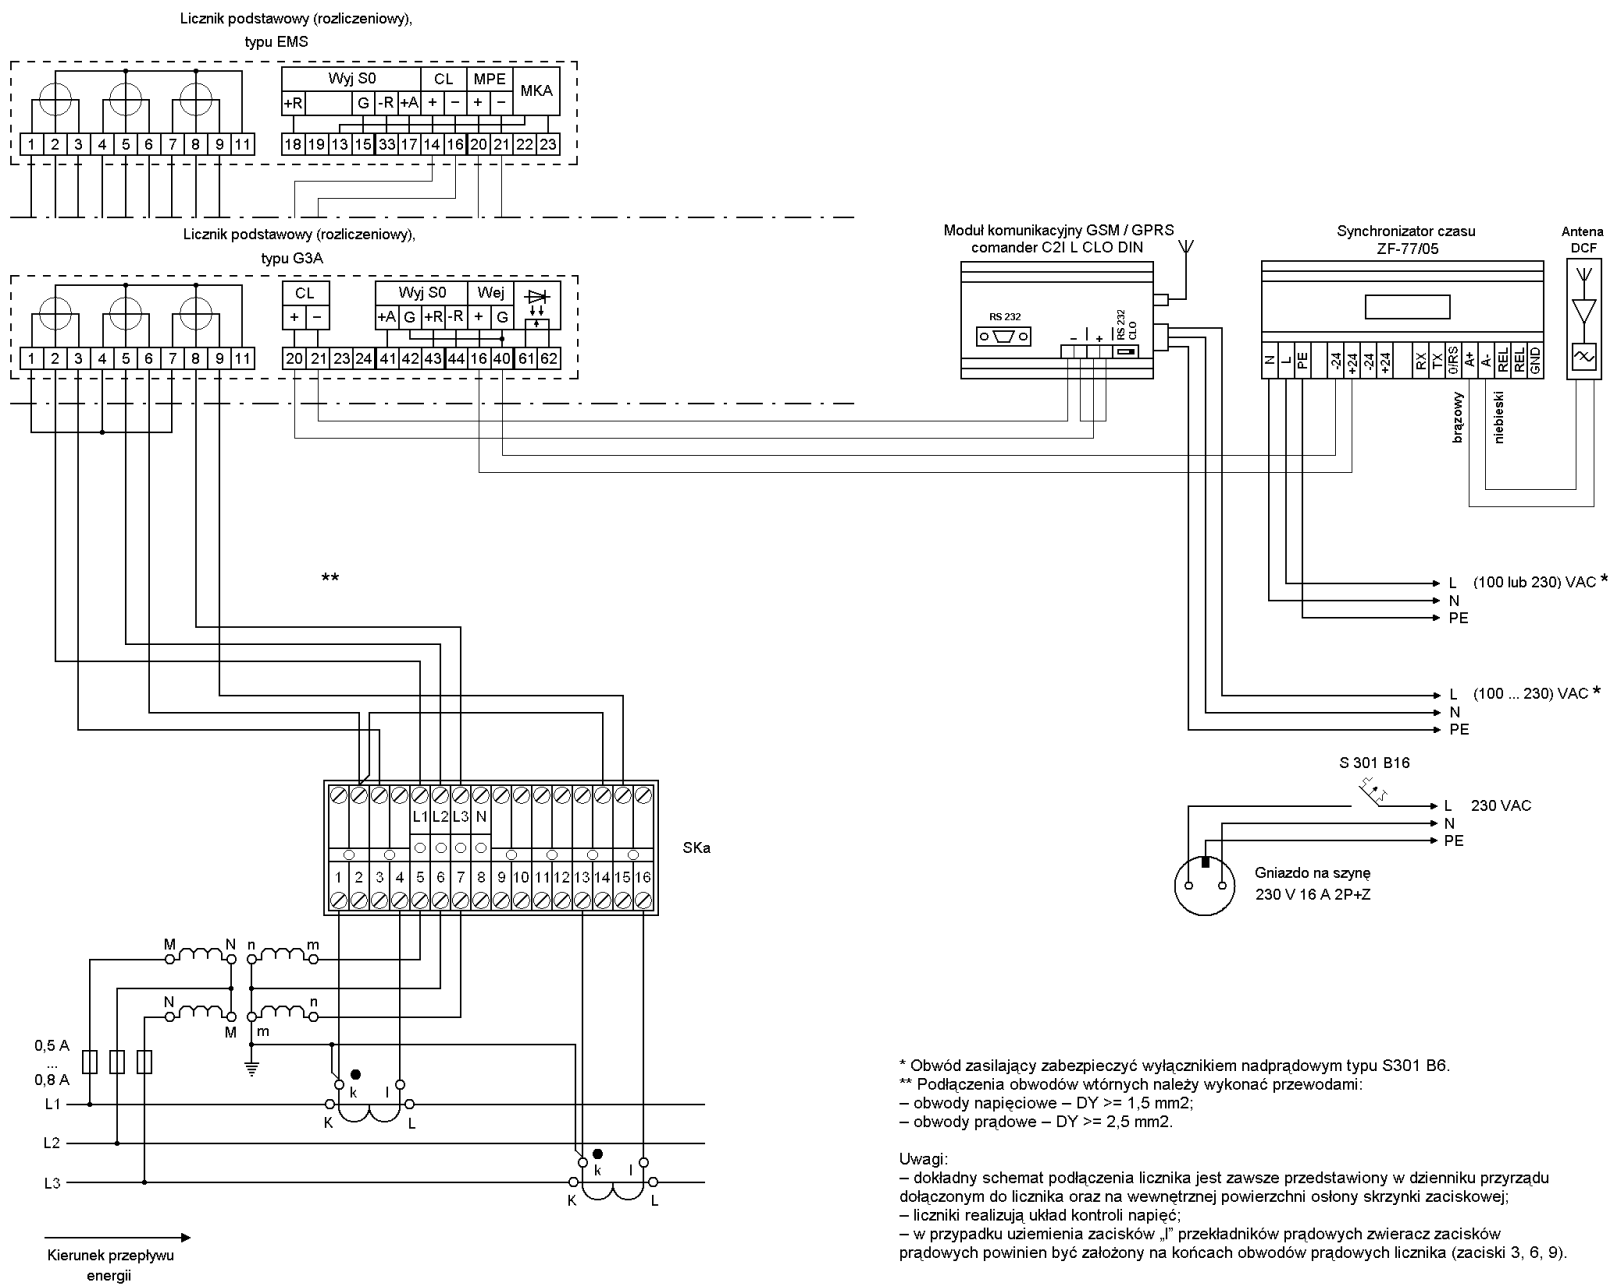 Licznik podstawowy (rozliczeniowy),
typu EMS
Wyj S0 CL MPE MKA
+R G -R +A + – + –
1 2 3 4 5 6 7 8 9 11 18 19 13 15 33 17 14 16 20 21 22 23
Licznik podstawowy (rozliczeniowy),
typu G3A
CL Wyj S0 Wej
+ – +A G +R -R + G
1 2 3 4 5 6 7 8 9 11 20 21 23 24 41 42 43 44 16 40 61 62
Moduł komunikacyjny GSM / GPRS
comander C2I L CLO DIN
RS 232
– | + |
RS 232
CLO
Synchronizator czasu
ZF-77/05
N L PE -24 +24 -24 +24 RX TX 0/RS A+ A- REL REL GND
Antena
DCF
brązowy
niebieski
L (100 lub 230) VAC *
N
PE
L (100 ... 230) VAC *
N
PE
S 301 B16
L 230 VAC
N
PE
Gniazdo na szynę
230 V 16 A 2P+Z
**
L1 L2 L3 N
SKa
1 2 3 4 5 6 7 8 9 10 11 12 13 14 15 16
M N n m
N n
M m
0,5 A
...
0,8 A
k l
L1
K L
L2
k l
L3
K L
Kierunek przepływu
energii
* Obwód zasilający zabezpieczyć wyłącznikiem nadprądowym typu S301 B6.
** Podłączenia obwodów wtórnych należy wykonać przewodami:
– obwody napięciowe – DY >= 1,5 mm2;
– obwody prądowe – DY >= 2,5 mm2.
Uwagi:
– dokładny schemat podłączenia licznika jest zawsze przedstawiony w dzienniku przyrządu
dołączonym do licznika oraz na wewnętrznej powierzchni osłony skrzynki zaciskowej;
– liczniki realizują układ kontroli napięć;
– w przypadku uziemienia zacisków „l” przekładników prądowych zwieracz zacisków
prądowych powinien być założony na końcach obwodów prądowych licznika (zaciski 3, 6, 9).